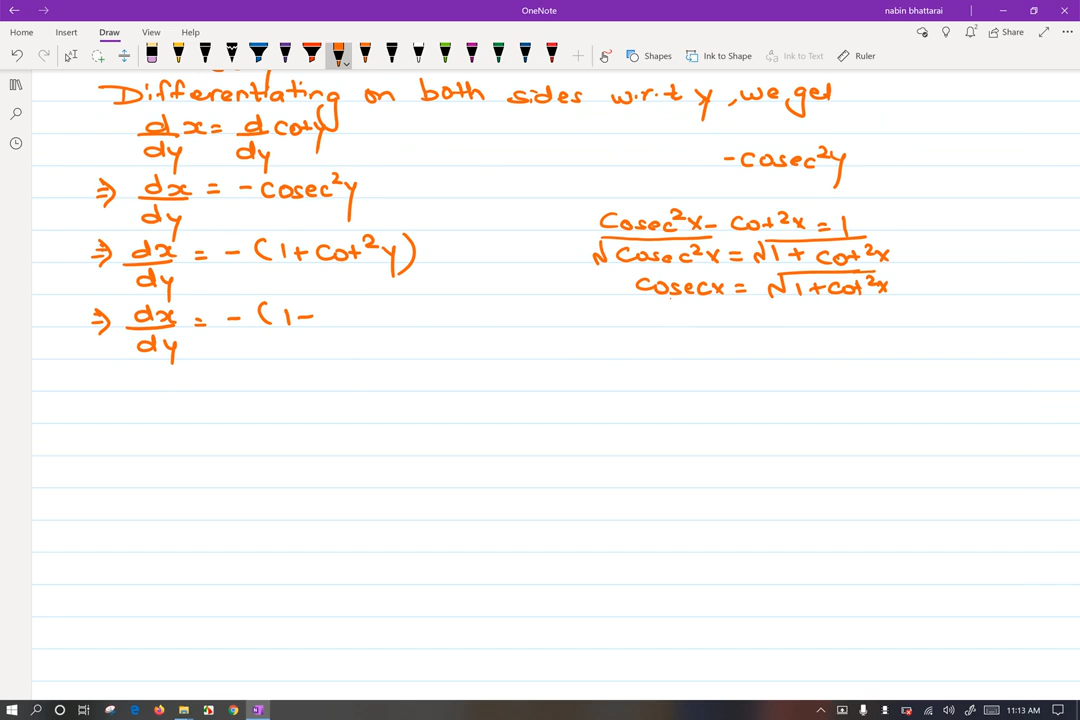 OneNote
nabin bhattarai
Home Insert Draw View Help
Share
Shapes Ink to Shape Ink to Text Ruler
Differentiating on both sides w.r.t y, we get
d/dy x = d/dy coty
-cosec²y
⇒ dx/dy = - cosec²y
Cosec²x - Cot²x = 1
⇒ dx/dy = - (1 + Cot²y)
√Cosec²x = √1 + Cot²x
Cosecx = √1+cot²x
⇒ dx/dy = - (1 -
11:13 AM